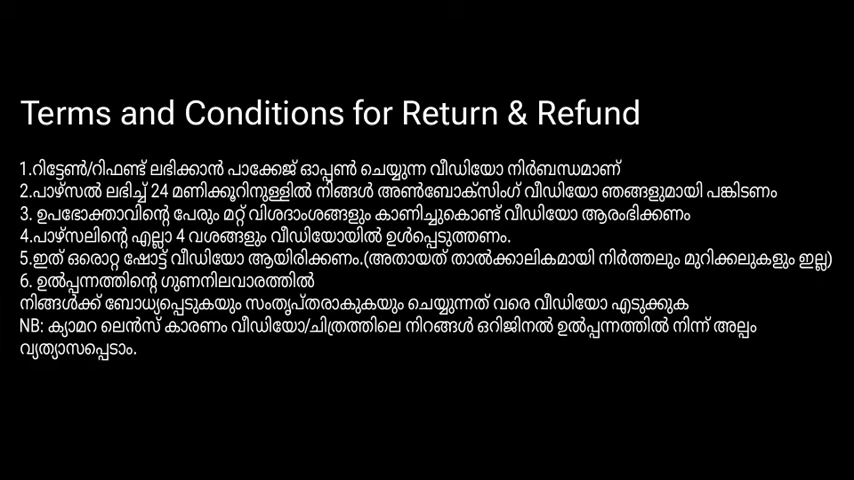 Terms and Conditions for Return & Refund
1.റിട്ടേൺ/റിഫണ്ട് ലഭിക്കാൻ പാക്കേജ് ഓപ്പൺ ചെയ്യുന്ന വീഡിയോ നിർബന്ധമാണ്
2.പാഴ്സൽ ലഭിച്ച് 24 മണിക്കൂറിനുള്ളിൽ നിങ്ങൾ അൺബോക്സിംഗ് വീഡിയോ ഞങ്ങളുമായി പങ്കിടണം
3. ഉപഭോക്താവിന്റെ പേരും മറ്റ് വിശദാംശങ്ങളും കാണിച്ചുകൊണ്ട് വീഡിയോ ആരംഭിക്കണം
4.പാഴ്സലിന്റെ എല്ലാ 4 വശങ്ങളും വീഡിയോയിൽ ഉൾപ്പെടുത്തണം.
5.ഇത് ഒരൊറ്റ ഷോട്ട് വീഡിയോ ആയിരിക്കണം.(അതായത് താൽക്കാലികമായി നിർത്തലും മുറിക്കലുകളും ഇല്ല)
6. ഉൽപ്പന്നത്തിന്റെ ഗുണനിലവാരത്തിൽ
നിങ്ങൾക്ക് ബോധ്യപ്പെടുകയും സംതൃപ്തരാകുകയും ചെയ്യുന്നത് വരെ വീഡിയോ എടുക്കുക
NB: ക്യാമറ ലെൻസ് കാരണം വീഡിയോ/ചിത്രത്തിലെ നിറങ്ങൾ ഒറിജിനൽ ഉൽപ്പന്നത്തിൽ നിന്ന് അല്പം
വ്യത്യാസപ്പെടാം.